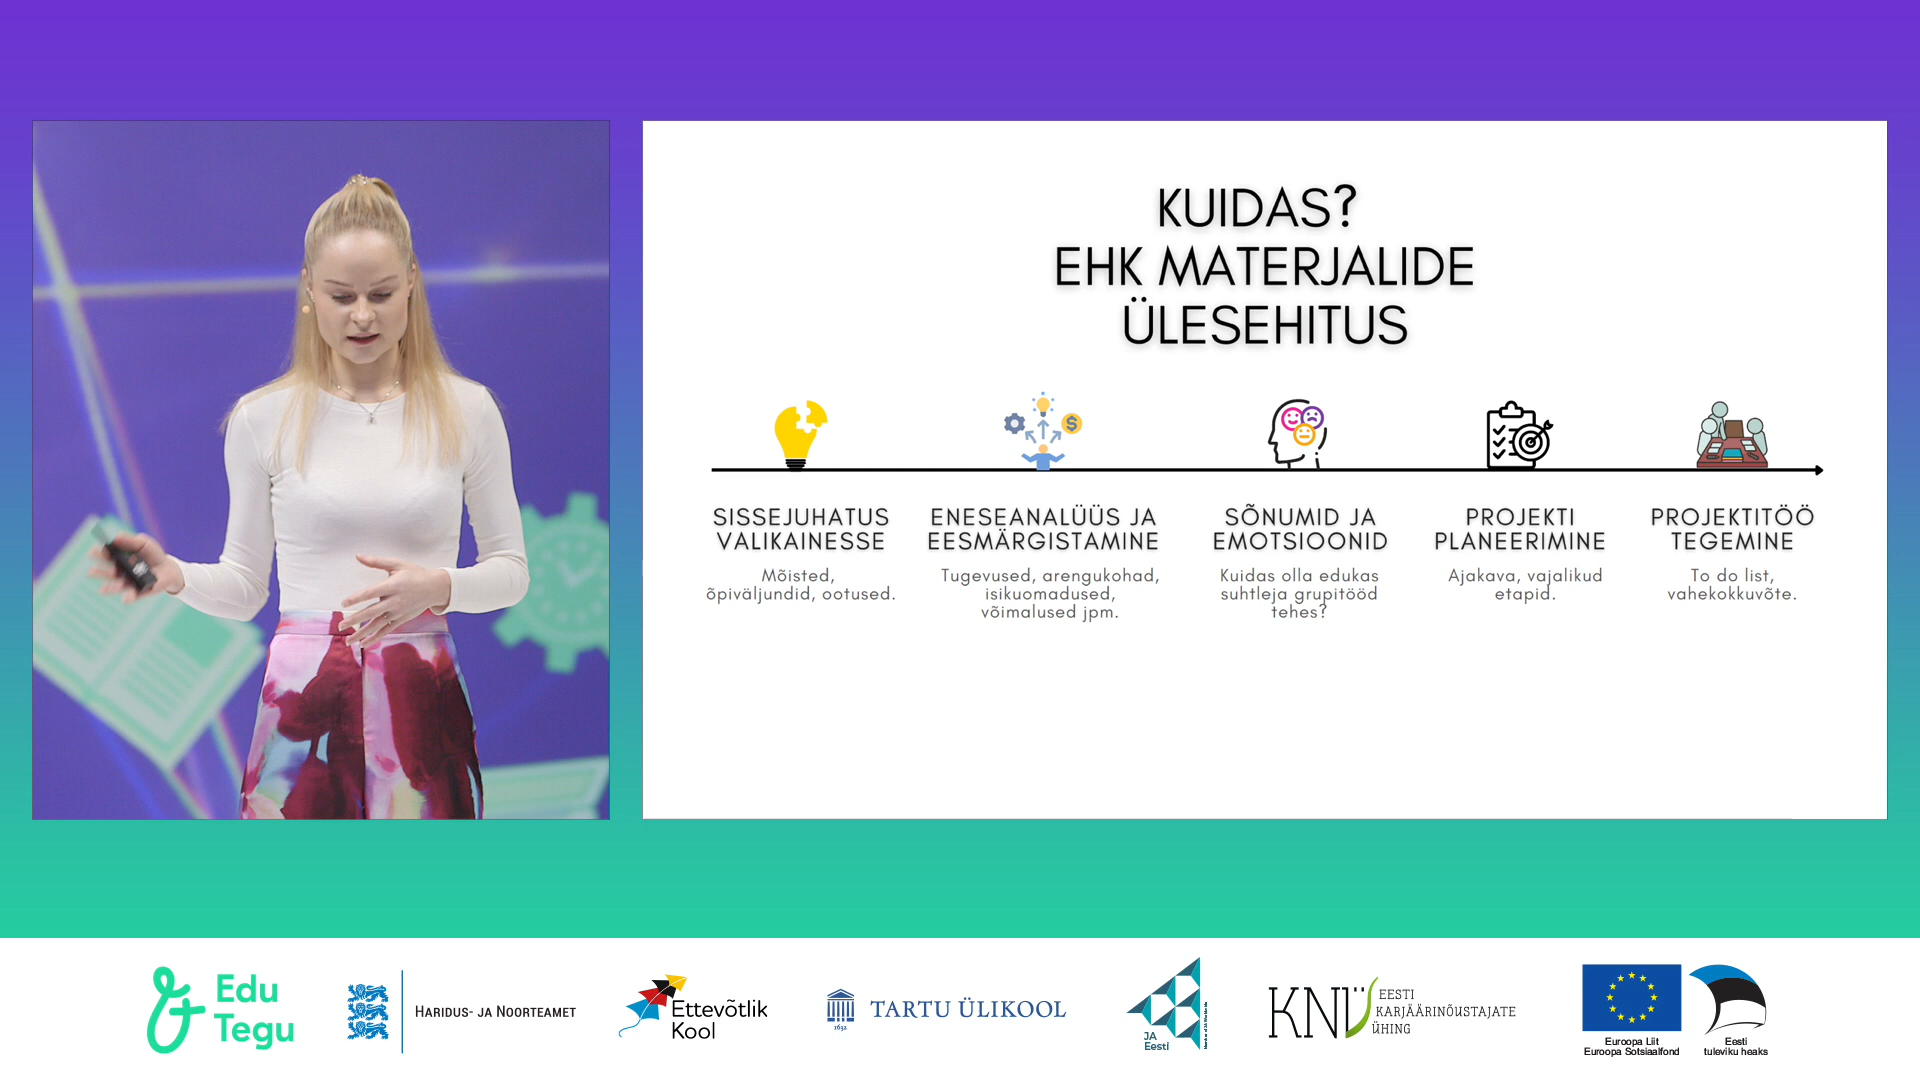 KUIDAS?
EHK MATERJALIDE
ÜLESEHITUS
SISSEJUHATUS
VALIKAINESSE
Mõisted,
õpiväljundid, ootused.
ENESEANALÜÜS JA
EESMÄRGISTAMINE
Tugevused, arengukohad,
isikuomadused,
võimalused jpm.
SÕNUMID JA
EMOTSIOONID
Kuidas olla edukas
suhtleja grupitööd
tehes?
PROJEKTI
PLANEERIMINE
Ajakava, vajalikud
etapid.
PROJEKTITÖÖ
TEGEMINE
To do list,
vahekokkuvõte.
Edu
Tegu
HARIDUS- JA NOORTEAMET
Ettevõtlik
Kool
1632
TARTU ÜLIKOOL
JA
Eesti
KNÜ
EESTI
KARJÄÄRINÕUSTAJATE
ÜHING
Euroopa Liit
Euroopa Sotsiaalfond
Eesti
tuleviku heaks